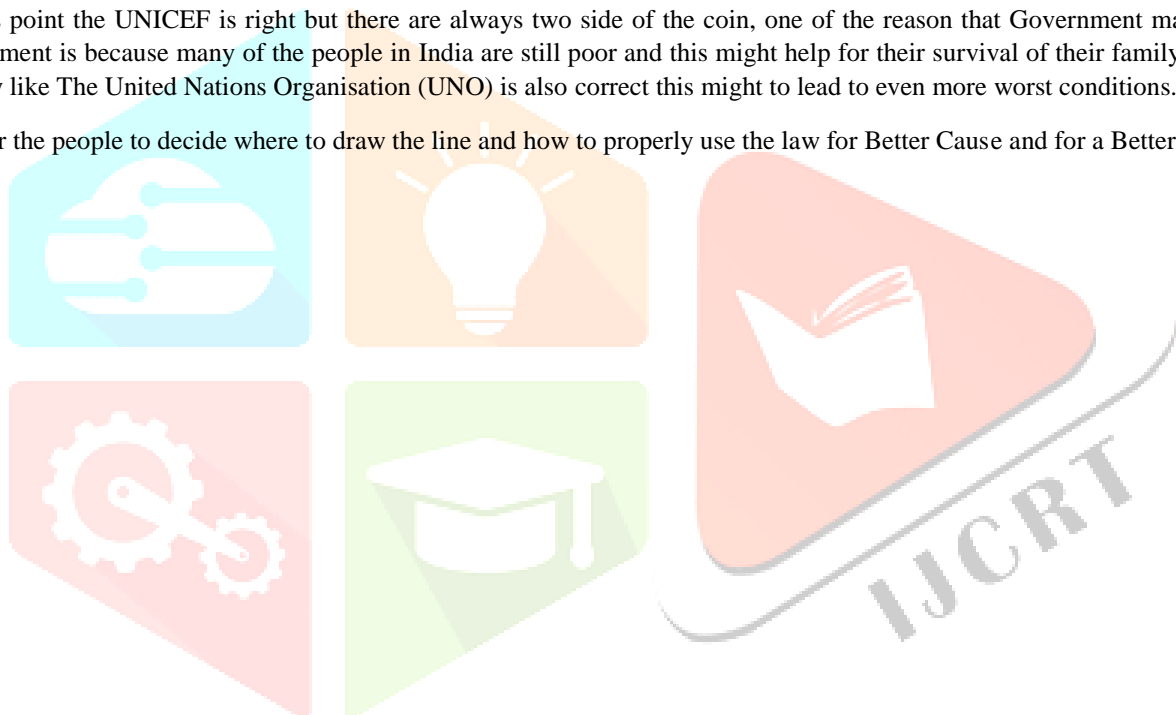 point the UNICEF is right but there are always two side of the coin, one of the reason that Government
is because many of the people in India are still poor and this might help for their survival of their family
like The United Nations Organisation (UNO) is also correct this might to lead to even more worst conditions.
the people to decide where to draw the line and how to properly use the law for Better Cause and for a Better
IJCRT